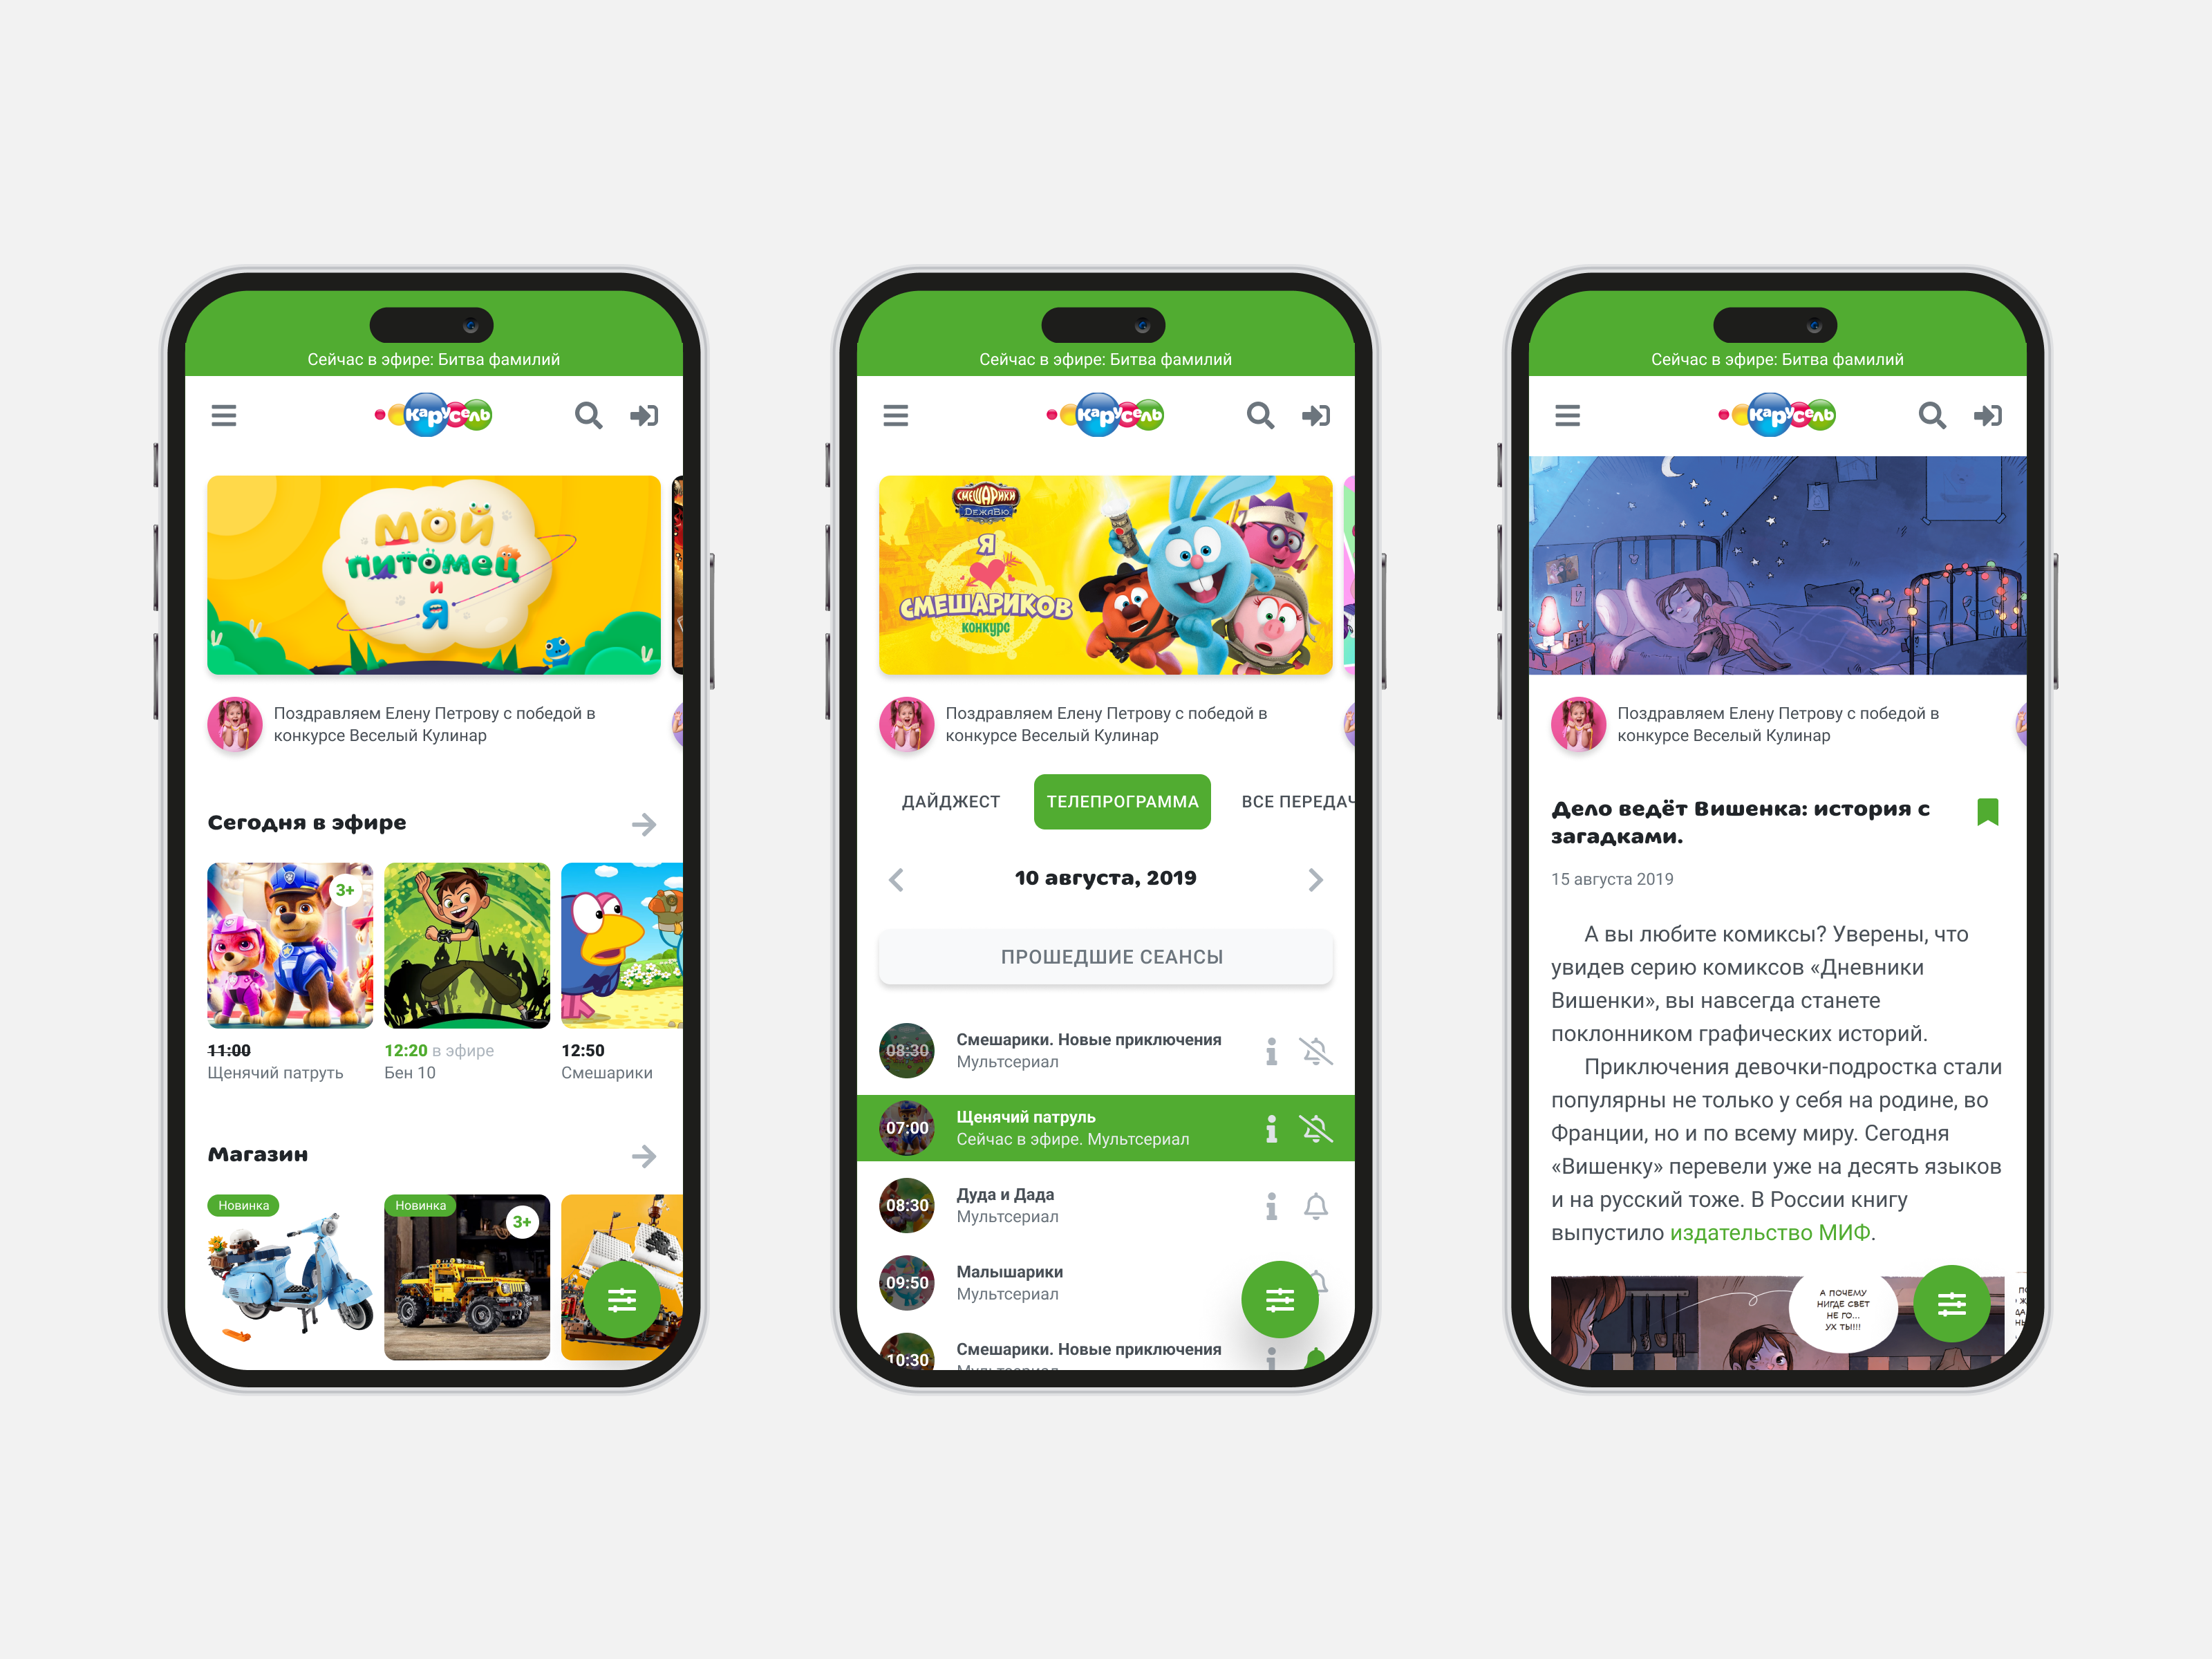 Сейчас в эфире: Битва фамилий
Карусель
МОЙ
питомец
и
Я
Поздравляем Елену Петрову с победой в
конкурсе Веселый Кулинар
Сегодня в эфире
3+
11:00
Щенячий патруть
12:20 в эфире
Бен 10
12:50
Смешарики
Магазин
Новинка
Новинка
3+
Сейчас в эфире: Битва фамилий
Карусель
СМЕШАРИКИ
ДЕЖАВЮ
Я
СМЕШАРИКОВ
конкурс
Поздравляем Елену Петрову с победой в
конкурсе Веселый Кулинар
ДАЙДЖЕСТ
ТЕЛЕПРОГРАММА
ВСЕ ПЕРЕДАЧ
10 августа, 2019
ПРОШЕДШИЕ СЕАНСЫ
08:30
Смешарики. Новые приключения
Мультсериал
07:00
Щенячий патруль
Сейчас в эфире. Мультсериал
08:30
Дуда и Дада
Мультсериал
09:50
Малышарики
Мультсериал
10:30
Смешарики. Новые приключения
Мультсериал
Сейчас в эфире: Битва фамилий
Карусель
Поздравляем Елену Петрову с победой в
конкурсе Веселый Кулинар
Дело ведёт Вишенка: история с
загадками.
15 августа 2019
А вы любите комиксы? Уверены, что
увидев серию комиксов «Дневники
Вишенки», вы навсегда станете
поклонником графических историй.
Приключения девочки-подростка стали
популярны не только у себя на родине, во
Франции, но и по всему миру. Сегодня
«Вишенку» перевели уже на десять языков
и на русский тоже. В России книгу
выпустило издательство МИФ.
А ПОЧЕМУ
НИГДЕ СВЕТ
НЕ ГО...
УХ ТЫ!!!